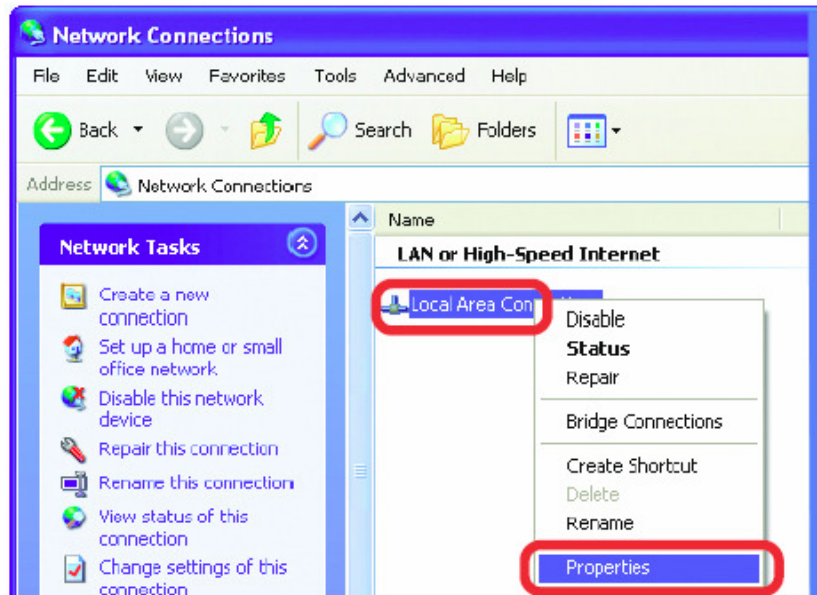 Network Connections
File Edit View Favorites Tools Advanced Help
Back Search Folders
Address Network Connections
Network Tasks
Create a new
connection
Set up a home or small
office network
Disable this network
device
Repair this connection
Rename this connection
View status of this
connection
Change settings of this
connection
Name
LAN or High-Speed Internet
Local Area Con
Disable
Status
Repair
Bridge Connections
Create Shortcut
Delete
Rename
Properties